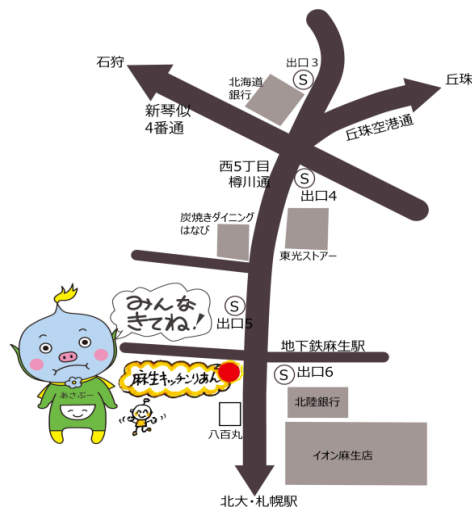 出口3
Ⓢ
石狩
北海道
銀行
丘珠
新琴似
4番通
丘珠空港通
西5丁目
樽川通
Ⓢ
出口4
炭焼きダイニング
はなび
東光ストアー
みんな
きてね!
Ⓢ
出口5
地下鉄麻生駅
麻生キッチンりあん
Ⓢ
出口6
あさぶー
北陸銀行
八百丸
イオン麻生店
北大・札幌駅